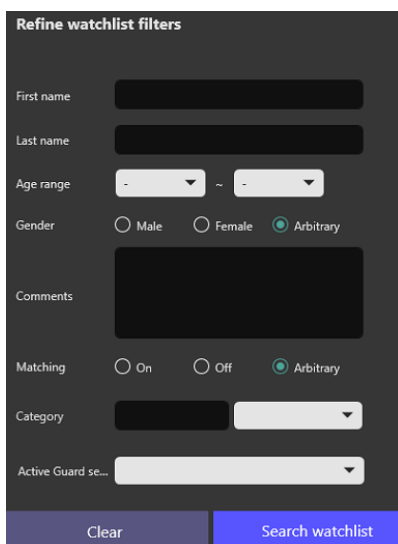 Refine watchlist filters
First name
Last name
Age range - ~ -
Gender Male Female Arbitrary
Comments
Matching On Off Arbitrary
Category
Active Guard se...
Clear Search watchlist